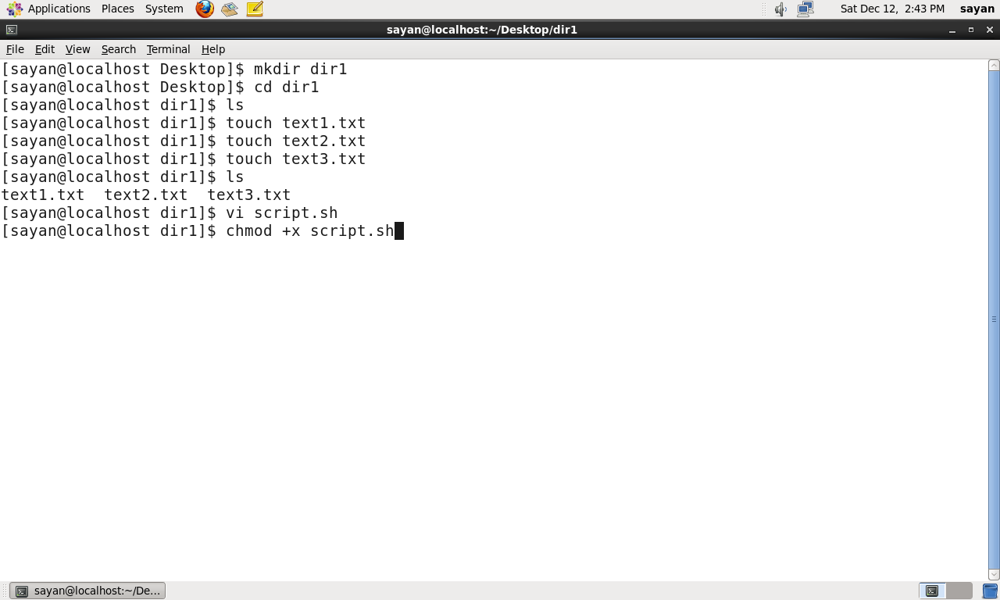 Applications Places System Sat Dec 12, 2:43 PM sayan
sayan@localhost:~/Desktop/dir1
File Edit View Search Terminal Help
[sayan@localhost Desktop]$ mkdir dir1
[sayan@localhost Desktop]$ cd dir1
[sayan@localhost dir1]$ ls
[sayan@localhost dir1]$ touch text1.txt
[sayan@localhost dir1]$ touch text2.txt
[sayan@localhost dir1]$ touch text3.txt
[sayan@localhost dir1]$ ls
text1.txt  text2.txt  text3.txt
[sayan@localhost dir1]$ vi script.sh
[sayan@localhost dir1]$ chmod +x script.sh
sayan@localhost:~/De...